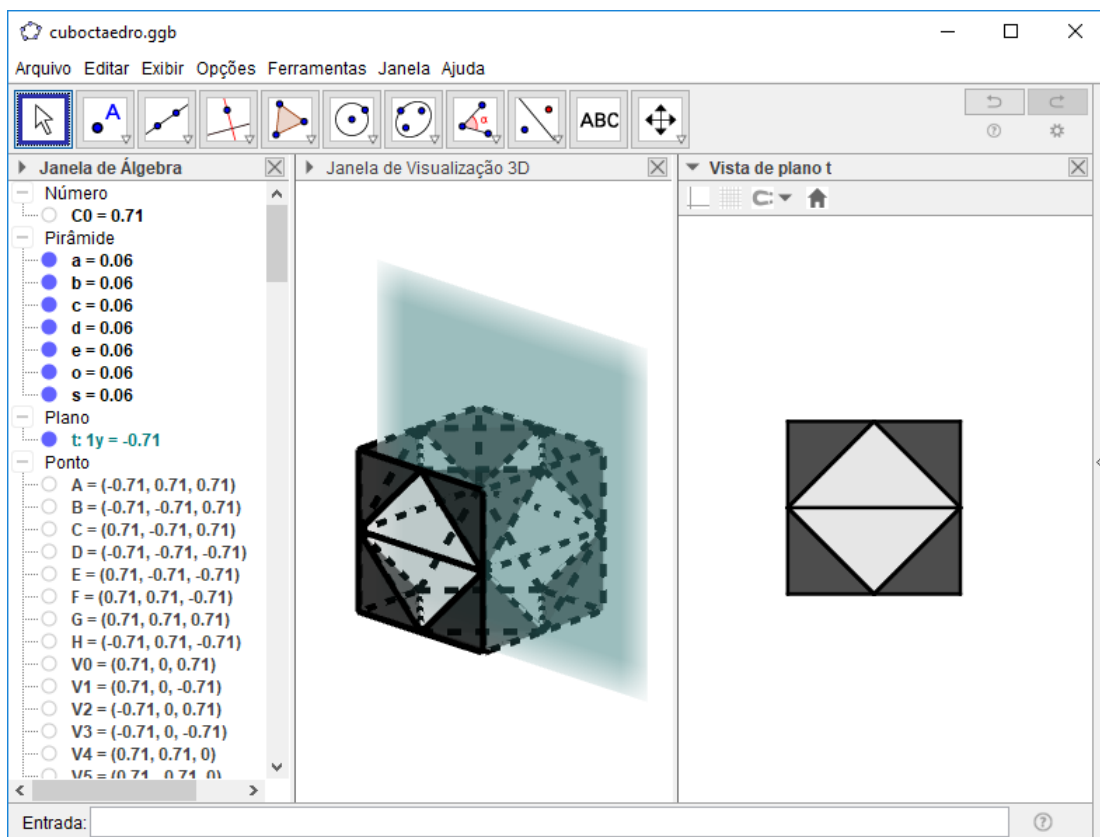 cuboctaedro.ggb
Arquivo Editar Exibir Opções Ferramentas Janela Ajuda
A
α
ABC
Janela de Álgebra
Janela de Visualização 3D
Vista de plano t
Número
C0 = 0.71
Pirâmide
a = 0.06
b = 0.06
c = 0.06
d = 0.06
e = 0.06
o = 0.06
s = 0.06
Plano
t: 1y = -0.71
Ponto
A = (-0.71, 0.71, 0.71)
B = (-0.71, -0.71, 0.71)
C = (0.71, -0.71, 0.71)
D = (-0.71, -0.71, -0.71)
E = (0.71, -0.71, -0.71)
F = (0.71, 0.71, -0.71)
G = (0.71, 0.71, 0.71)
H = (-0.71, 0.71, -0.71)
V0 = (0.71, 0, 0.71)
V1 = (0.71, 0, -0.71)
V2 = (-0.71, 0, 0.71)
V3 = (-0.71, 0, -0.71)
V4 = (0.71, 0.71, 0)
Entrada: